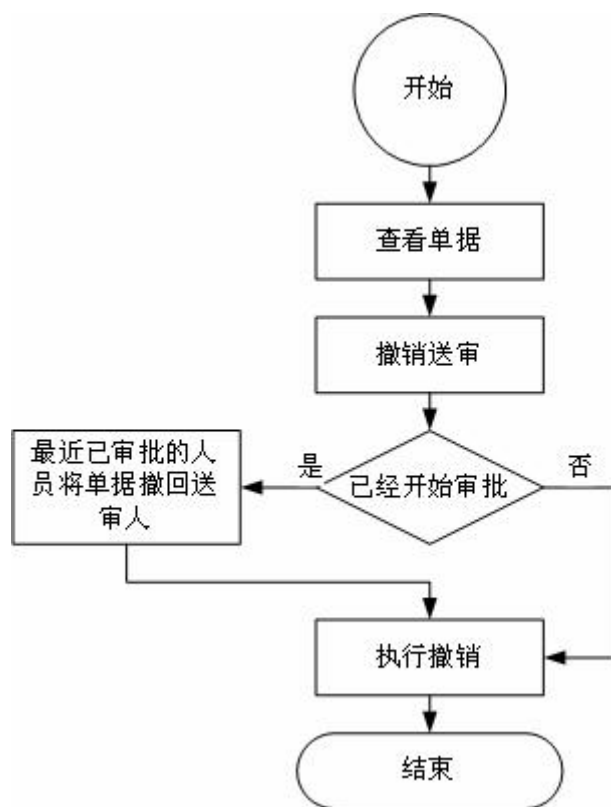 开始
查看单据
撤销送审
已经开始审批
是
否
最近已审批的人
员将单据撤回送
审人
执行撤销
结束